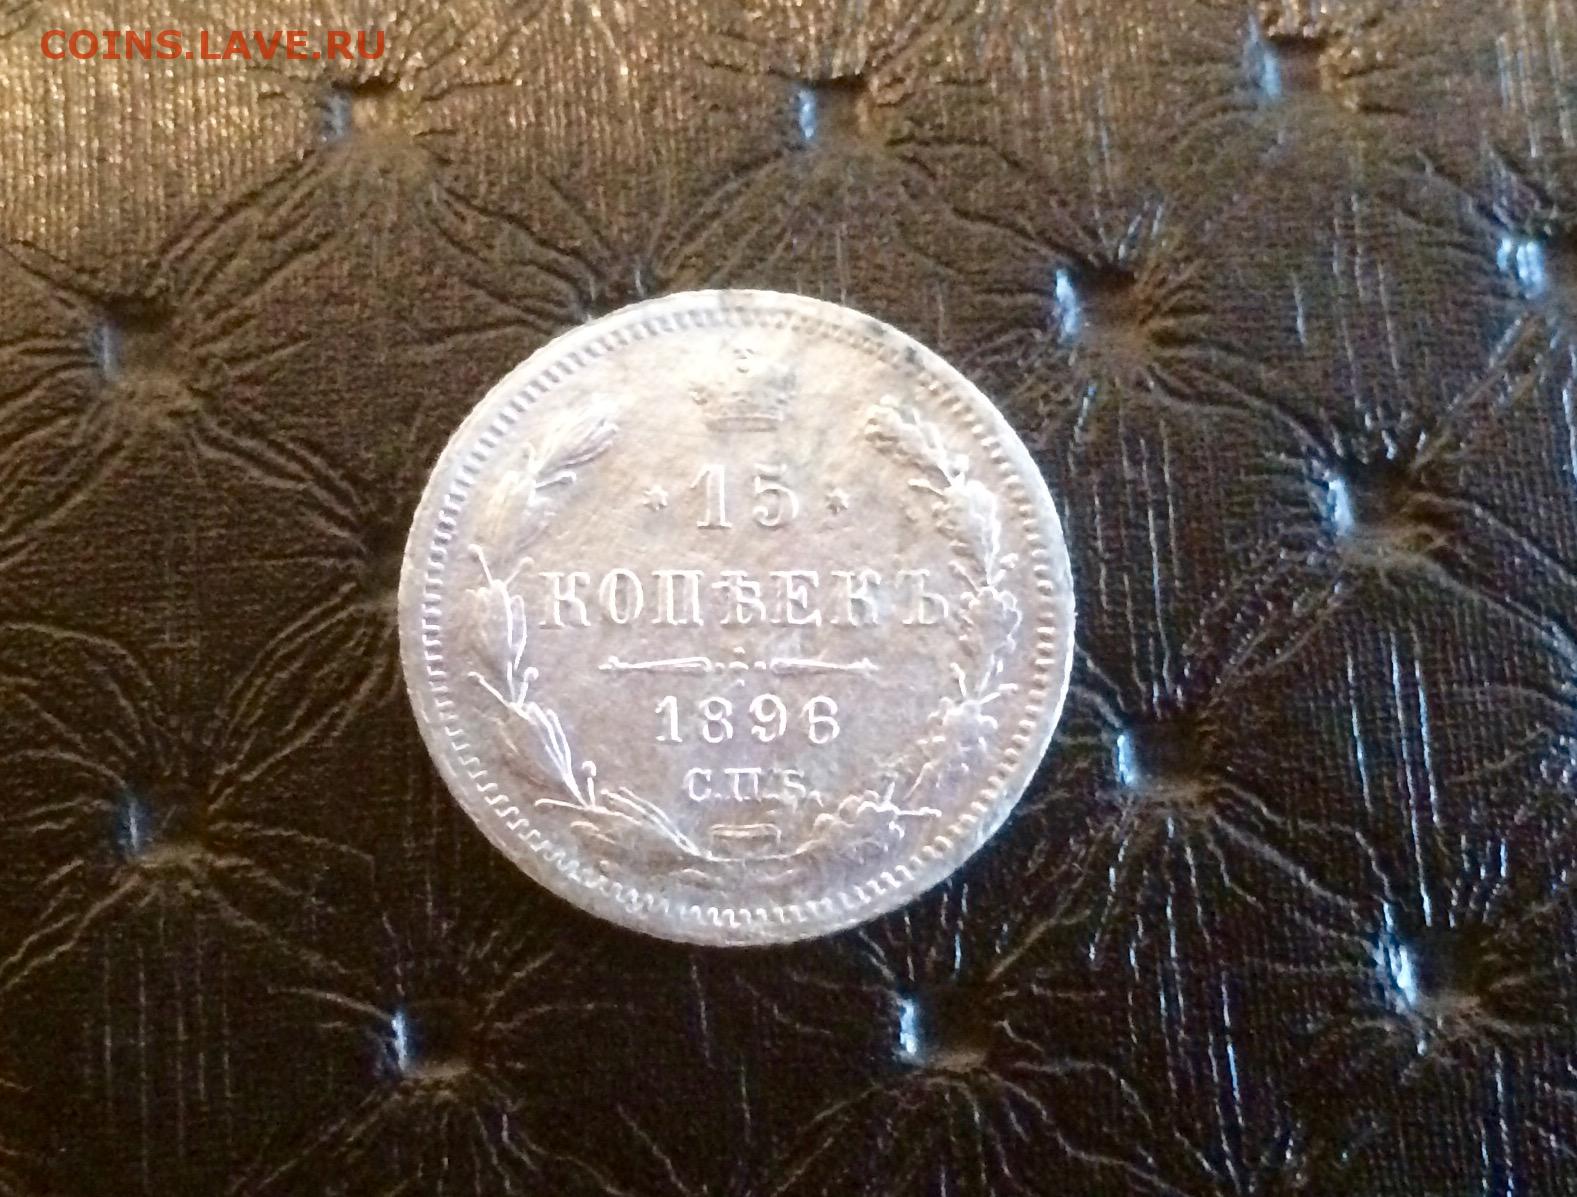 COINS.LAVE.RU
* 15 *
КОПѢЕКЪ
1896
С.П.Б.